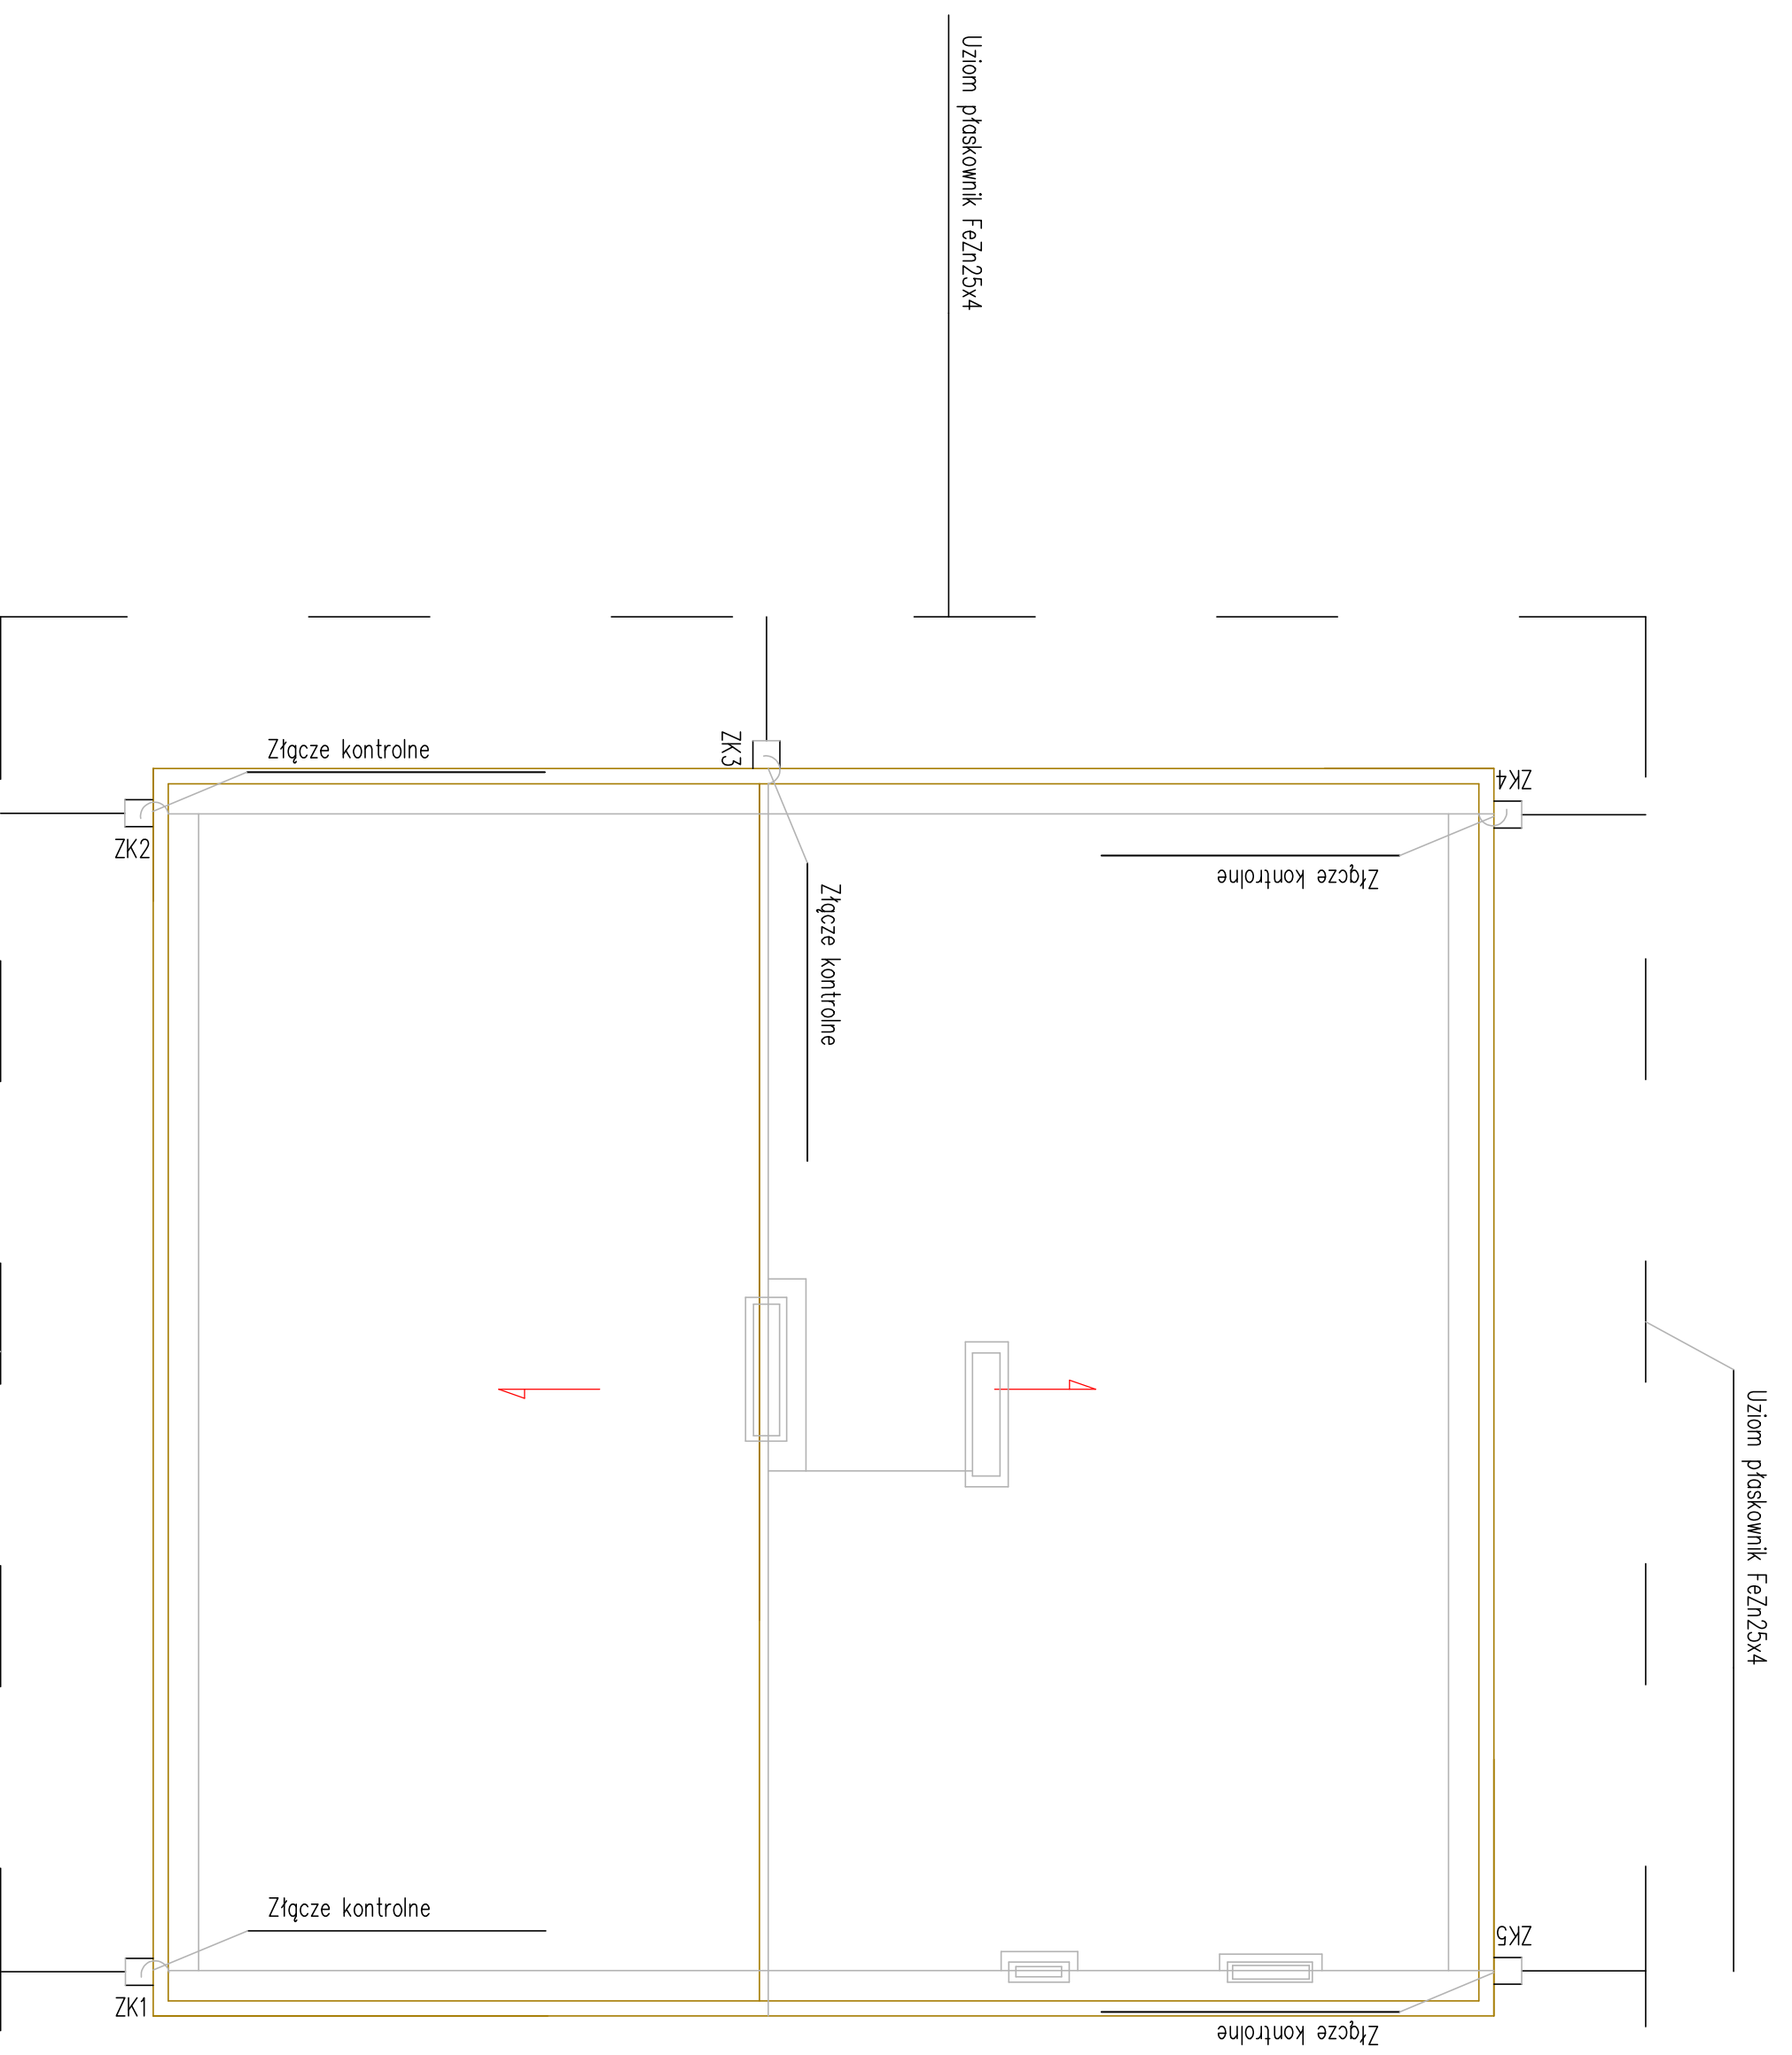 Uziom płaskownik FeZn25x4
Złącze kontrolne
ZK3
ZK4
ZK2
Złącze kontrolne
Złącze kontrolne
Uziom płaskownik FeZn25x4
Złącze kontrolne
ZK5
ZK1
Złącze kontrolne